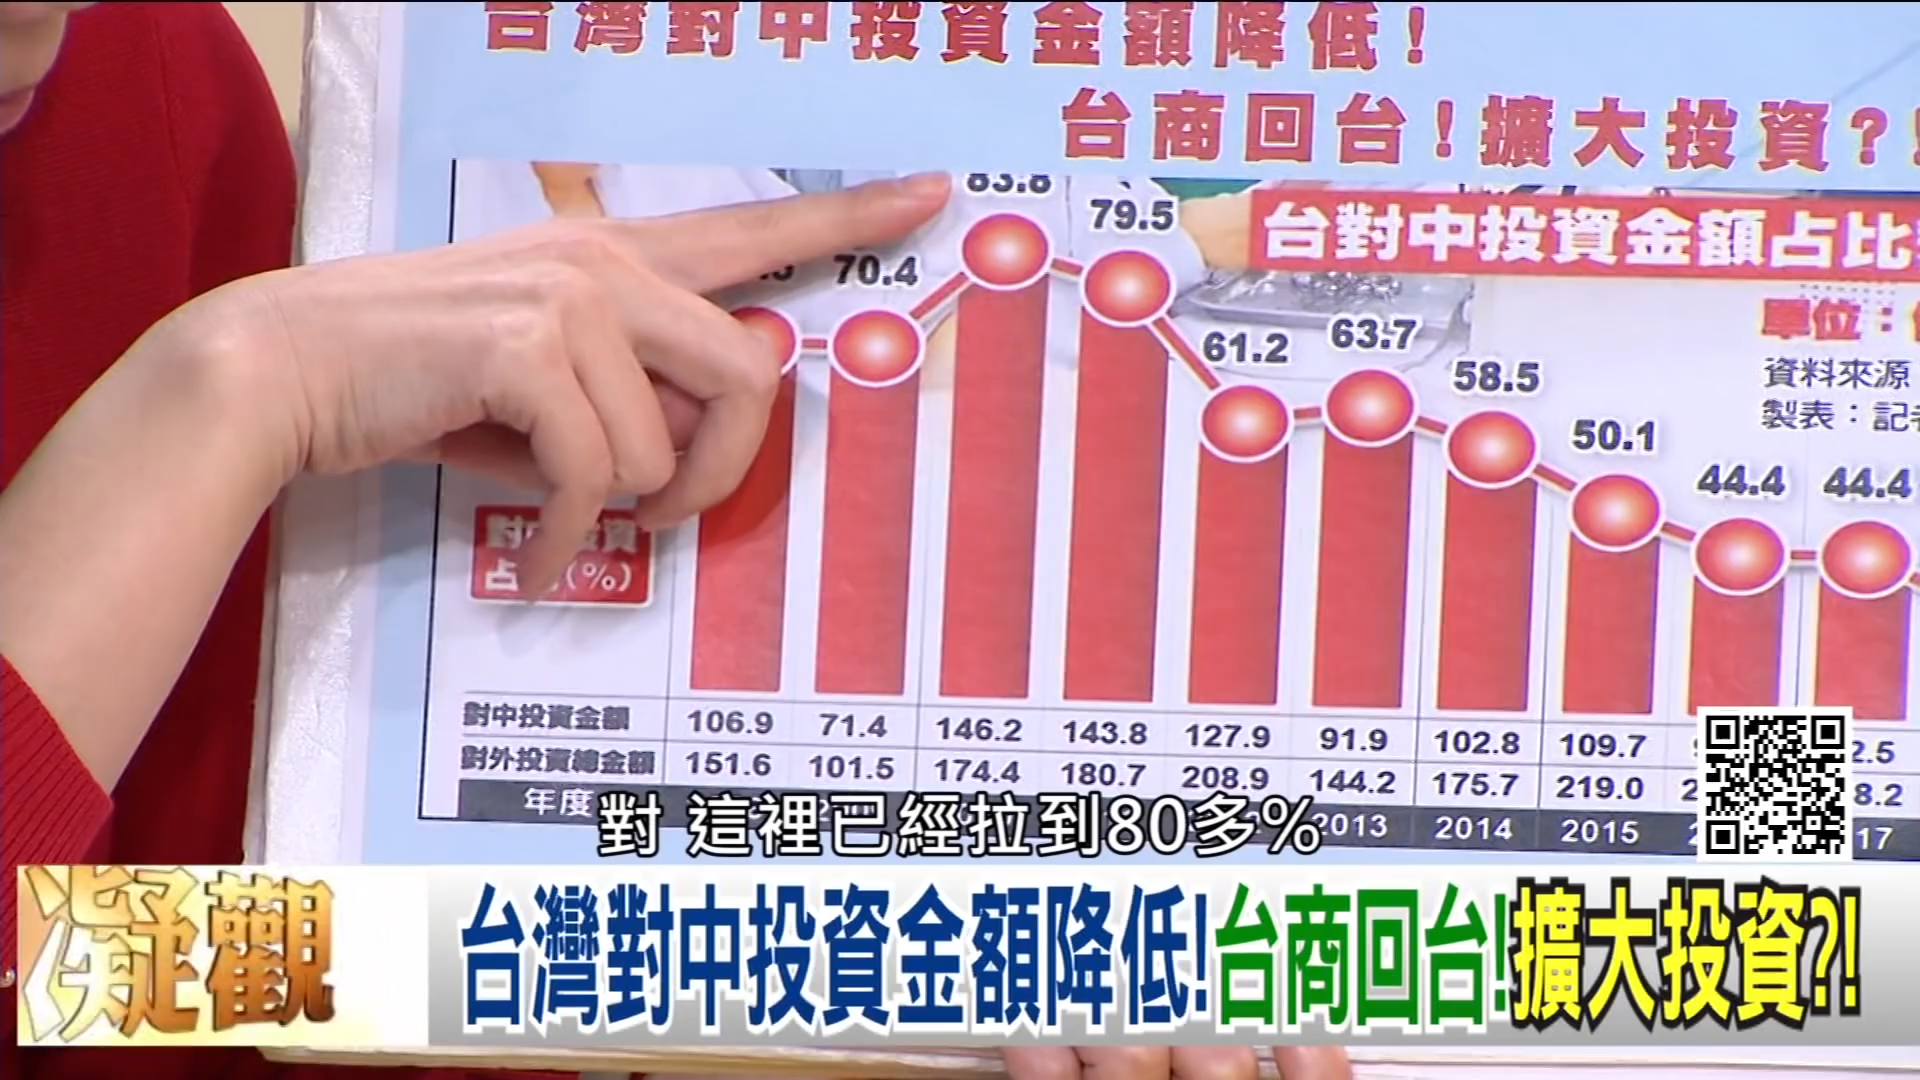 台灣對中投資金額降低!
台商回台!擴大投資?!
83.8
79.5
台對中投資金額占比
70.4
單位:
61.2
63.7
58.5
資料來源
製表:記者
50.1
44.4
44.4
對中投資
占(%)
對中投資金額 106.9 71.4 146.2 143.8 127.9 91.9 102.8 109.7 2.5
對外投資總金額 151.6 101.5 174.4 180.7 208.9 144.2 175.7 219.0 8.2
年度 2013 2014 2015 17
對 這裡已經拉到80多%
凝觀
台灣對中投資金額降低!台商回台!擴大投資?!